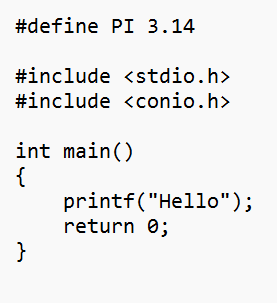 #define PI 3.14
#include <stdio.h>
#include <conio.h>
int main()
{
    printf("Hello");
    return 0;
}